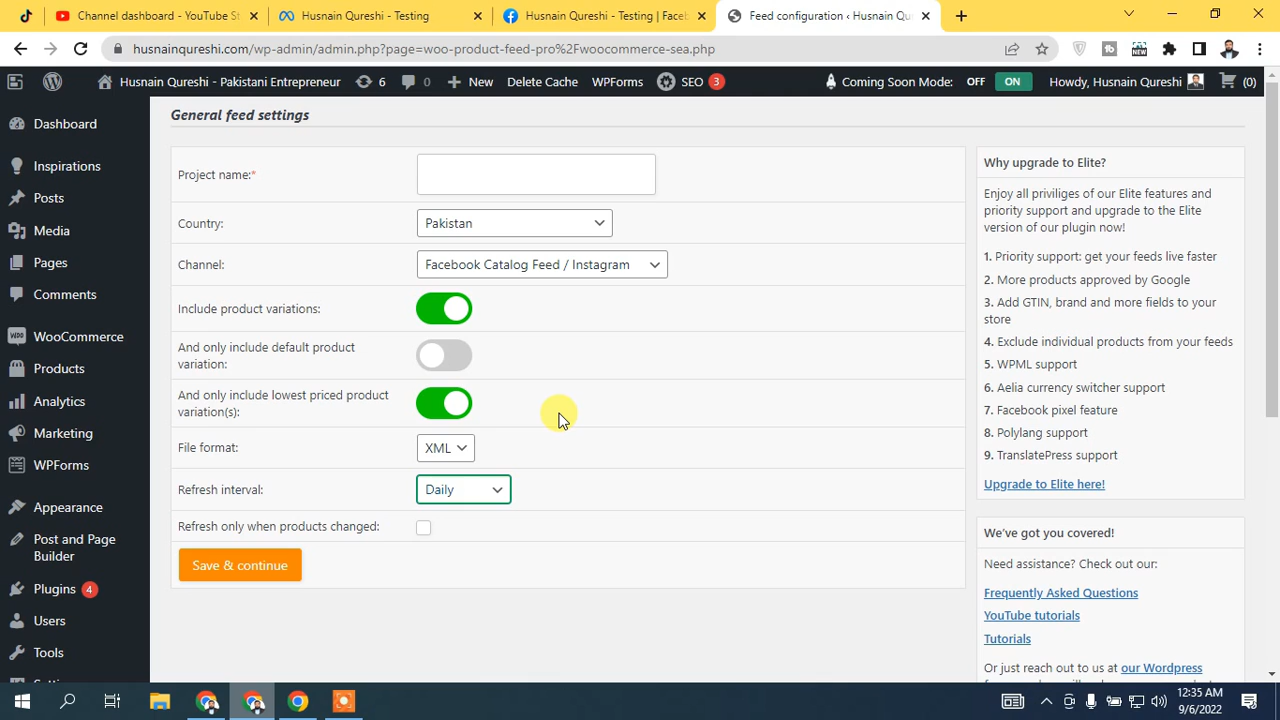 Channel dashboard - YouTube St
Husnain Qureshi - Testing
Husnain Qureshi - Testing | Faceb
Feed configuration ‹ Husnain Qu
husnainqureshi.com/wp-admin/admin.php?page=woo-product-feed-pro%2Fwoocommerce-sea.php
Husnain Qureshi - Pakistani Entrepreneur
6
0
New
Delete Cache
WPForms
SEO 3
Coming Soon Mode:
OFF
ON
Howdy, Husnain Qureshi
(0)
Dashboard
Inspirations
Posts
Media
Pages
Comments
WooCommerce
Products
Analytics
Marketing
WPForms
Appearance
Post and Page
Builder
Plugins 4
Users
Tools
General feed settings
Project name:*
Country:
Pakistan
Channel:
Facebook Catalog Feed / Instagram
Include product variations:
And only include default product
variation:
And only include lowest priced product
variation(s):
File format:
XML
Refresh interval:
Daily
Refresh only when products changed:
Save & continue
Why upgrade to Elite?
Enjoy all priviliges of our Elite features and
priority support and upgrade to the Elite
version of our plugin now!
1. Priority support: get your feeds live faster
2. More products approved by Google
3. Add GTIN, brand and more fields to your
store
4. Exclude individual products from your feeds
5. WPML support
6. Aelia currency switcher support
7. Facebook pixel feature
8. Polylang support
9. TranslatePress support
Upgrade to Elite here!
We've got you covered!
Need assistance? Check out our:
Frequently Asked Questions
YouTube tutorials
Tutorials
Or just reach out to us at our Wordpress
12:35 AM
9/6/2022